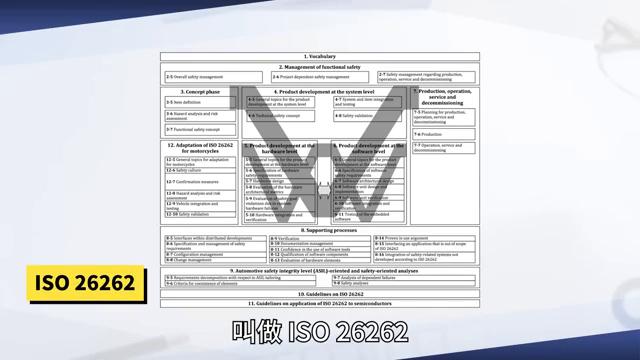 1. Vocabulary
2. Management of functional safety
2-5 Overall safety management
2-6 Project dependent safety management
2-7 Safety management regarding production, operation, service and decommissioning
3. Concept phase
3-5 Item definition
3-6 Hazard analysis and risk assessment
3-7 Functional safety concept
4. Product development at the system level
4-5 General topics for the product development at the system level
4-6 Technical safety concept
4-7 System and item integration and testing
4-8 Safety validation
7. Production, operation, service and decommissioning
7-5 Planning for production, operation, service and decommissioning
7-6 Production
7-7 Operation, service and decommissioning
12. Adaptation of ISO 26262 for motorcycles
12-5 General topics for adaptation for motorcycles
12-6 Safety culture
12-7 Confirmation measures
12-8 Hazard analysis and risk assessment
12-9 Vehicle integration and testing
12-10 Safety validation
5. Product development at the hardware level
5-5 General topics for the product development at the hardware level
5-6 Specification of hardware safety requirements
5-7 Hardware design
5-8 Evaluation of the hardware architectural metrics
5-9 Evaluation of safety goal violations due to random hardware failures
5-10 Hardware integration and verification
6. Product development at the software level
6-5 General topics for the product development at the software level
6-6 Specification of software safety requirements
6-7 Software architectural design
6-8 Software unit design and implementation
6-9 Software unit verification
6-10 Software integration and verification
6-11 Testing of the embedded software
8. Supporting processes
8-5 Interfaces within distributed developments
8-6 Specification and management of safety requirements
8-7 Configuration management
8-8 Change management
8-9 Verification
8-10 Documentation management
8-11 Confidence in the use of software tools
8-12 Qualification of software components
8-13 Evaluation of hardware elements
8-14 Proven in use argument
8-15 Interfacing an application that is out of scope of ISO 26262
8-16 Integration of safety-related systems not developed according to ISO 26262
9. Automotive safety integrity level (ASIL)-oriented and safety-oriented analyses
9-5 Requirements decomposition with respect to ASIL tailoring
9-6 Criteria for coexistence of elements
9-7 Analysis of dependent failures
9-8 Safety analyses
10. Guidelines on ISO 26262
11. Guidelines on application of ISO 26262 to semiconductors
ISO 26262
叫做 ISO 26262